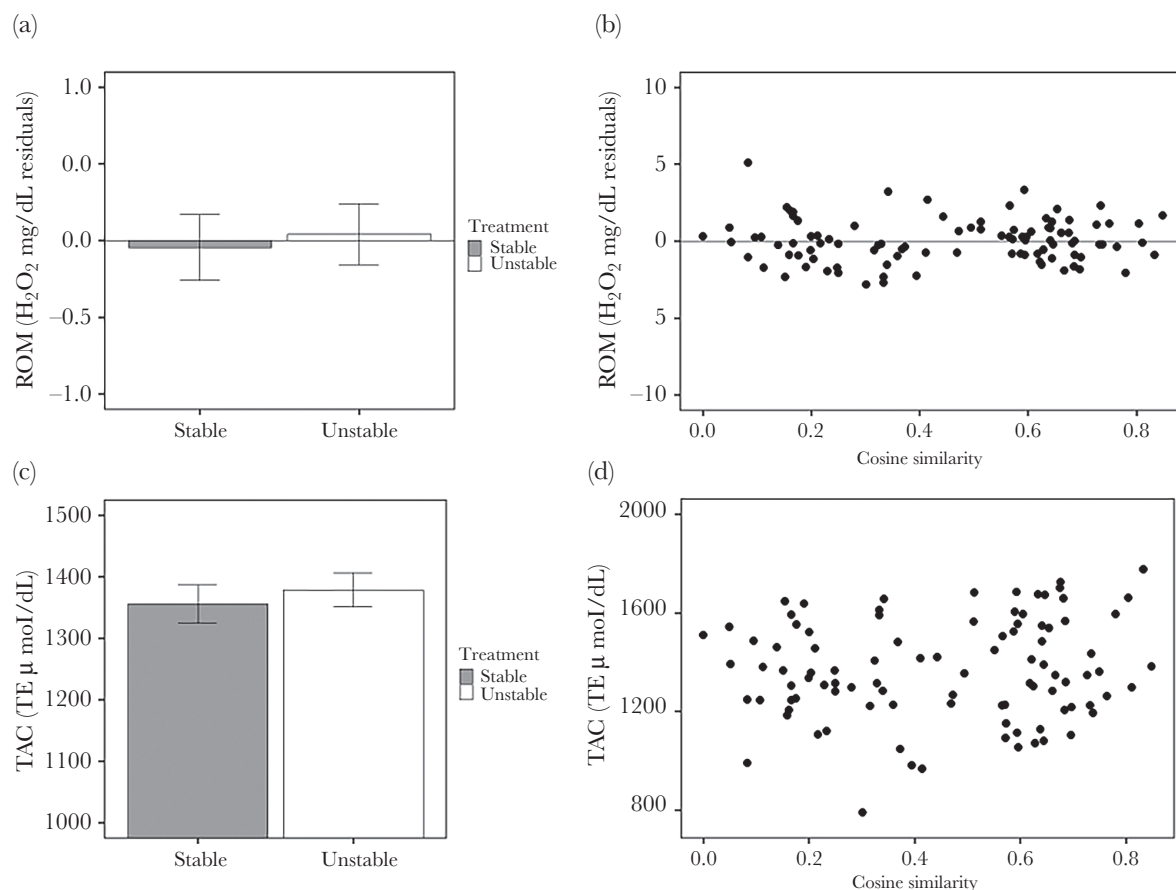 (a)
ROM (H₂O₂ mg/dL residuals)
1.0
0.0
0.0
−0.5
−1.0
Stable
Unstable
Treatment
Stable
Unstable
(b)
ROM (H₂O₂ mg/dL residuals)
10
5
0
5
−10
0.0 0.2 0.4 0.6 0.8
Cosine similarity
(c)
TAC (TE μ moI/dL)
1500
1400
1300
1200
1100
1000
Stable
Unstable
Treatment
Stable
Unstable
(d)
TAC (TE μ moI/dL)
2000
1600
1200
800
0.0 0.2 0.4 0.6 0.8
Cosine similarity